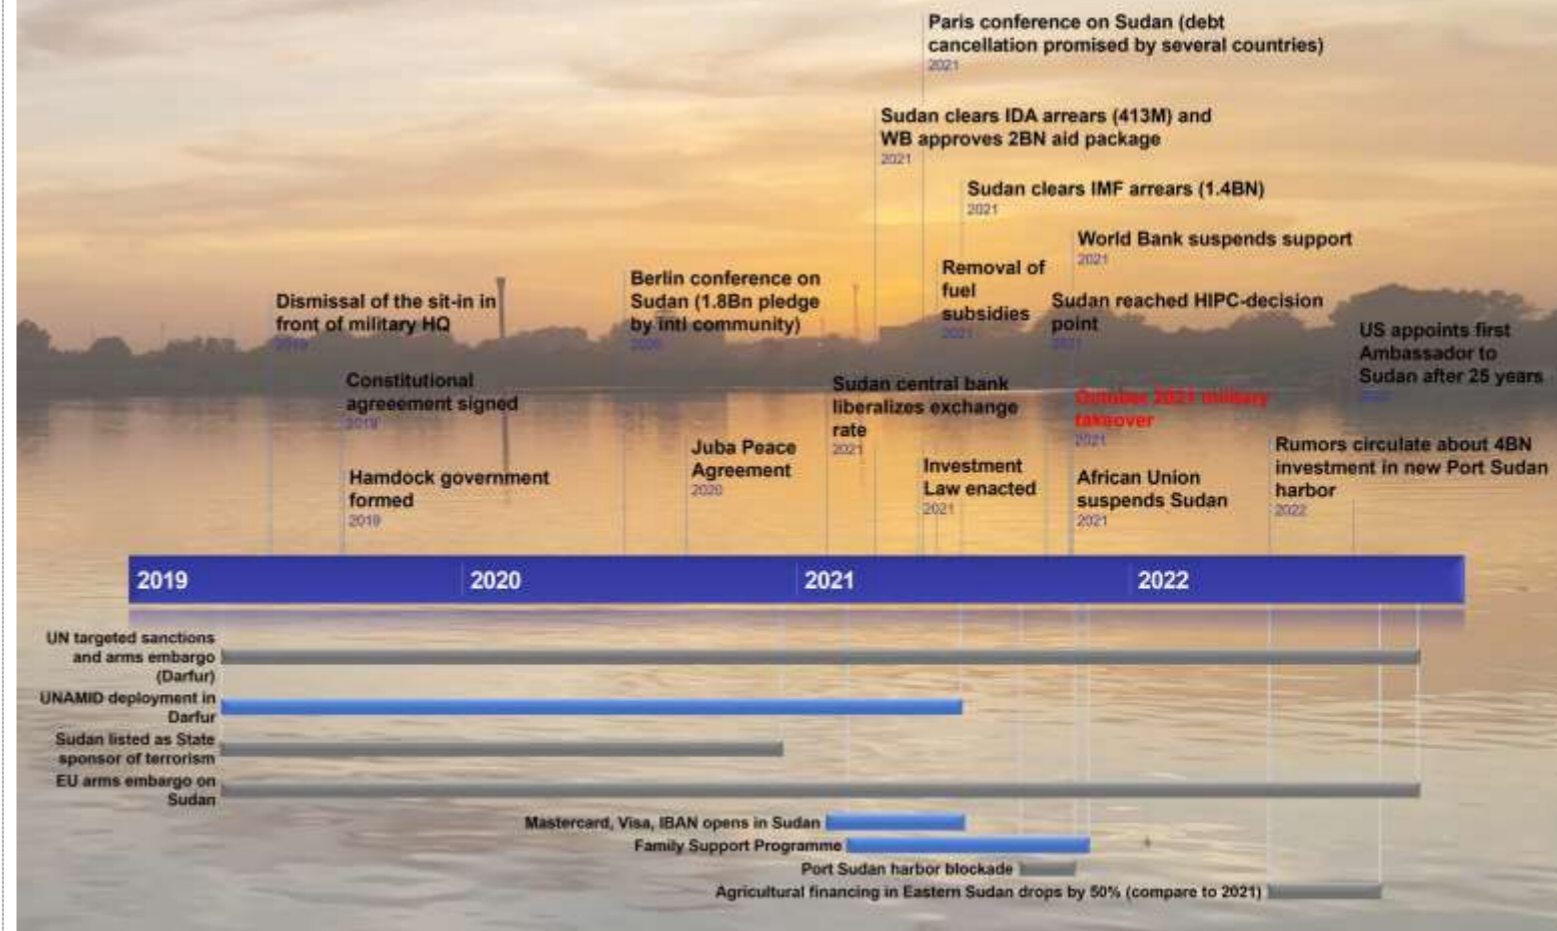 Paris conference on Sudan (debt
cancellation promised by several countries)
2021
Sudan clears IDA arrears (413M) and
WB approves 2BN aid package
2021
Sudan clears IMF arrears (1.4BN)
2021
World Bank suspends support
2021
Removal of
fuel
subsidies
2021
Berlin conference on
Sudan (1.8Bn pledge
by intl community)
2020
Dismissal of the sit-in in
front of military HQ
2019
Sudan reached HIPC-decision
point
2021
US appoints first
Ambassador to
Sudan after 25 years
2022
Constitutional
agreeement signed
2019
Sudan central bank
liberalizes exchange
rate
2021
October 2021 military
takeover
2021
Juba Peace
Agreement
2020
Rumors circulate about 4BN
investment in new Port Sudan
harbor
2022
Hamdock government
formed
2019
Investment
Law enacted
2021
African Union
suspends Sudan
2021
2019 2020 2021 2022
UN targeted sanctions
and arms embargo
(Darfur)
UNAMID deployment in
Darfur
Sudan listed as State
sponsor of terrorism
EU arms embargo on
Sudan
Mastercard, Visa, IBAN opens in Sudan
Family Support Programme
Port Sudan harbor blockade
Agricultural financing in Eastern Sudan drops by 50% (compare to 2021)